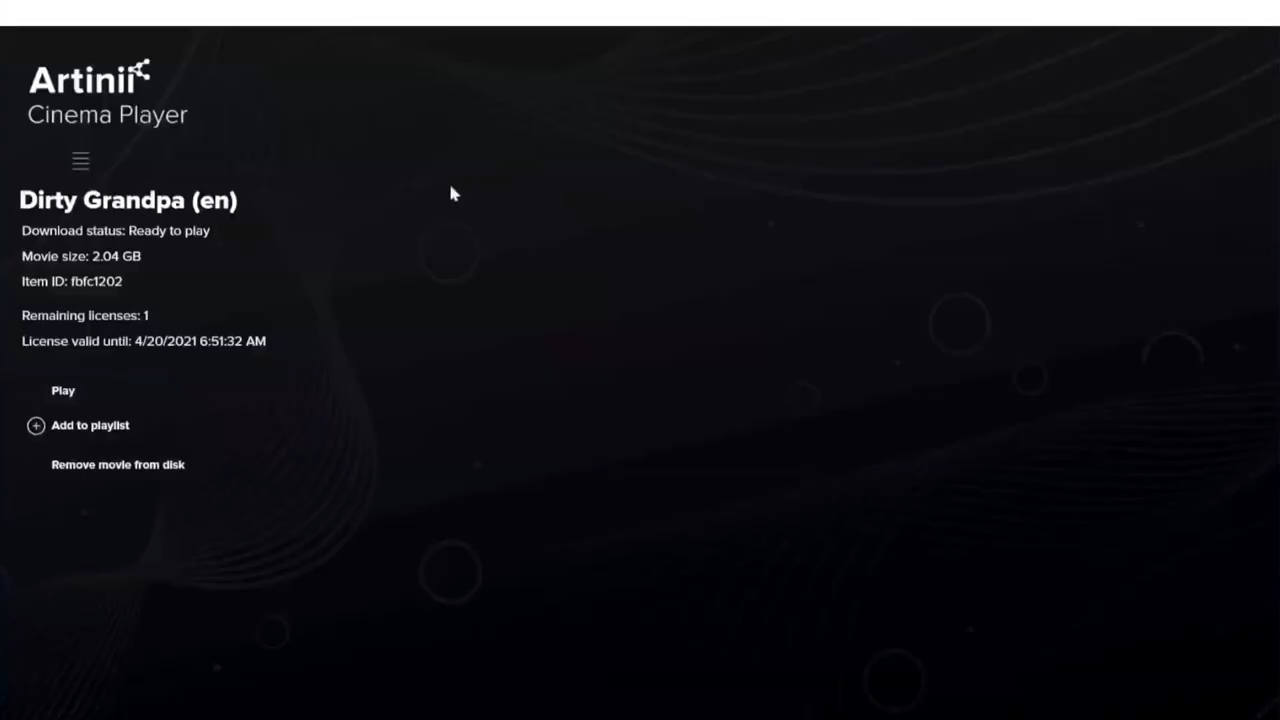 Artinii
Cinema Player
Dirty Grandpa (en)
Download status: Ready to play
Movie size: 2.04 GB
Item ID: fbfc1202
Remaining licenses: 1
License valid until: 4/20/2021 6:51:32 AM
Play
Add to playlist
Remove movie from disk